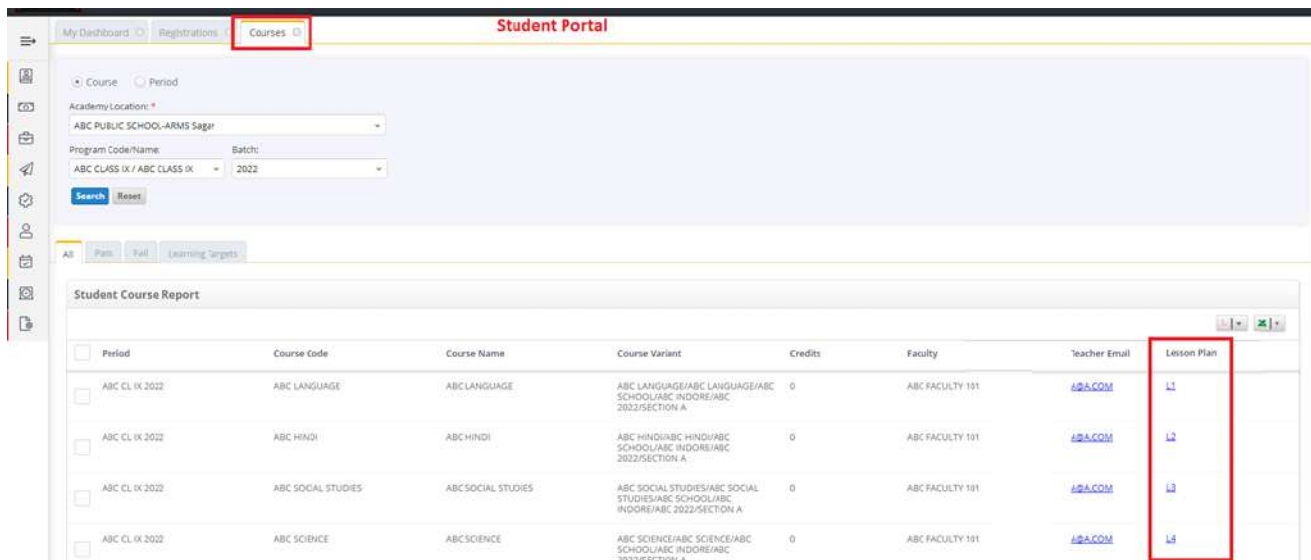 Student Portal
My Dashboard Registrations Courses
Course Period
Academy Location: *
ABC PUBLIC SCHOOL-ARMS Sagar
Program Code/Name: Batch:
ABC CLASS IX / ABC CLASS IX 2022
Search Reset
All Pass Fail Learning Targets
Student Course Report
Period Course Code Course Name Course Variant Credits Faculty Teacher Email Lesson Plan
ABC CL IX 2022 ABC LANGUAGE ABC LANGUAGE ABC LANGUAGE/ABC LANGUAGE/ABC 0 ABC FACULTY 101 A@A.COM L1
SCHOOL/ABC INDORE/ABC
2022/SECTION A
ABC CL IX 2022 ABC HINDI ABC HINDI ABC HINDI/ABC HINDI/ABC 0 ABC FACULTY 101 A@A.COM L2
SCHOOL/ABC INDORE/ABC
2022/SECTION A
ABC CL IX 2022 ABC SOCIAL STUDIES ABC SOCIAL STUDIES ABC SOCIAL STUDIES/ABC SOCIAL 0 ABC FACULTY 101 A@A.COM L3
STUDIES/ABC SCHOOL/ABC
INDORE/ABC 2022/SECTION A
ABC CL IX 2022 ABC SCIENCE ABC SCIENCE ABC SCIENCE/ABC SCIENCE/ABC 0 ABC FACULTY 101 A@A.COM L4
SCHOOL/ABC INDORE/ABC
2022/SECTION A